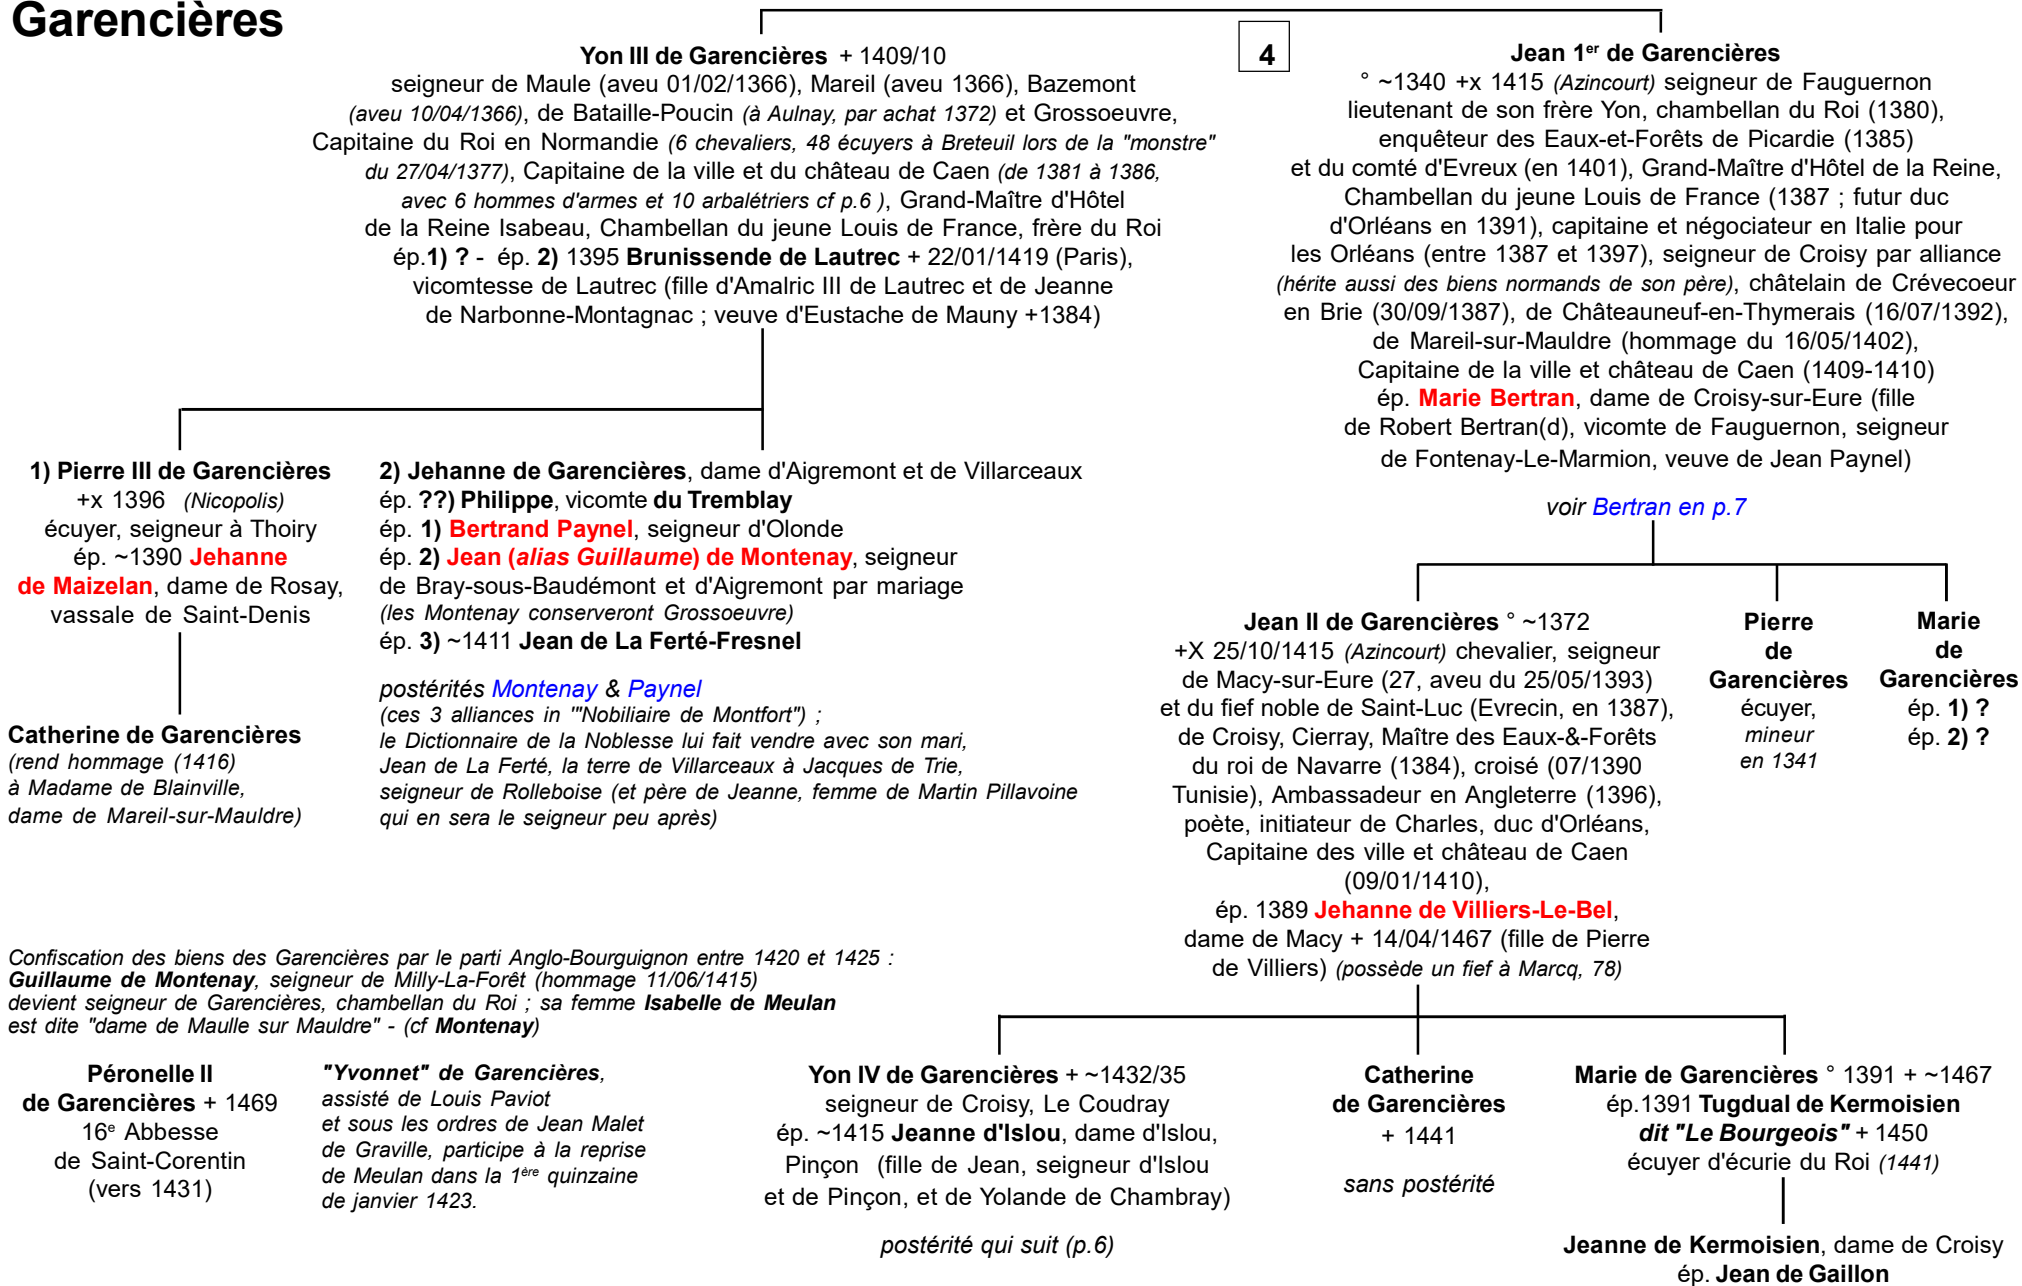 Garencières
Yon III de Garencières + 1409/10
seigneur de Maule (aveu 01/02/1366), Mareil (aveu 1366), Bazemont
(aveu 10/04/1366), de Bataille-Poucin (à Aulnay, par achat 1372) et Grossoeuvre,
Capitaine du Roi en Normandie (6 chevaliers, 48 écuyers à Breteuil lors de la "monstre"
du 27/04/1377), Capitaine de la ville et du château de Caen (de 1381 à 1386,
avec 6 hommes d'armes et 10 arbalétriers cf p.6 ), Grand-Maître d'Hôtel
de la Reine Isabeau, Chambellan du jeune Louis de France, frère du Roi
ép.1) ? - ép. 2) 1395 Brunissende de Lautrec + 22/01/1419 (Paris),
vicomtesse de Lautrec (fille d'Amalric III de Lautrec et de Jeanne
de Narbonne-Montagnac ; veuve d'Eustache de Mauny +1384)
4
Jean 1er de Garencières
° ~1340 +x 1415 (Azincourt) seigneur de Fauguernon
lieutenant de son frère Yon, chambellan du Roi (1380),
enquêteur des Eaux-et-Forêts de Picardie (1385)
et du comté d'Evreux (en 1401), Grand-Maître d'Hôtel de la Reine,
Chambellan du jeune Louis de France (1387 ; futur duc
d'Orléans en 1391), capitaine et négociateur en Italie pour
les Orléans (entre 1387 et 1397), seigneur de Croisy par alliance
(hérite aussi des biens normands de son père), châtelain de Crévecoeur
en Brie (30/09/1387), de Châteauneuf-en-Thymerais (16/07/1392),
de Mareil-sur-Mauldre (hommage du 16/05/1402),
Capitaine de la ville et château de Caen (1409-1410)
ép. Marie Bertran, dame de Croisy-sur-Eure (fille
de Robert Bertran(d), vicomte de Fauguernon, seigneur
de Fontenay-Le-Marmion, veuve de Jean Paynel)
voir Bertran en p.7
1) Pierre III de Garencières
+x 1396 (Nicopolis)
écuyer, seigneur à Thoiry
ép. ~1390 Jehanne
de Maizelan, dame de Rosay,
vassale de Saint-Denis
2) Jehanne de Garencières, dame d'Aigremont et de Villarceaux
ép. ??) Philippe, vicomte du Tremblay
ép. 1) Bertrand Paynel, seigneur d'Olonde
ép. 2) Jean (alias Guillaume) de Montenay, seigneur
de Bray-sous-Baudémont et d'Aigremont par mariage
(les Montenay conserveront Grossoeuvre)
ép. 3) ~1411 Jean de La Ferté-Fresnel
postérités Montenay & Paynel
(ces 3 alliances in '"Nobiliaire de Montfort") ;
le Dictionnaire de la Noblesse lui fait vendre avec son mari,
Jean de La Ferté, la terre de Villarceaux à Jacques de Trie,
seigneur de Rolleboise (et père de Jeanne, femme de Martin Pillavoine
qui en sera le seigneur peu après)
Catherine de Garencières
(rend hommage (1416)
à Madame de Blainville,
dame de Mareil-sur-Mauldre)
Jean II de Garencières ° ~1372
+X 25/10/1415 (Azincourt) chevalier, seigneur
de Macy-sur-Eure (27, aveu du 25/05/1393)
et du fief noble de Saint-Luc (Evrecin, en 1387),
de Croisy, Cierray, Maître des Eaux-&-Forêts
du roi de Navarre (1384), croisé (07/1390
Tunisie), Ambassadeur en Angleterre (1396),
poète, initiateur de Charles, duc d'Orléans,
Capitaine des ville et château de Caen
(09/01/1410),
ép. 1389 Jehanne de Villiers-Le-Bel,
dame de Macy + 14/04/1467 (fille de Pierre
de Villiers) (possède un fief à Marcq, 78)
Pierre
de
Garencières
écuyer,
mineur
en 1341
Marie
de
Garencières
ép. 1) ?
ép. 2) ?
Confiscation des biens des Garencières par le parti Anglo-Bourguignon entre 1420 et 1425 :
Guillaume de Montenay, seigneur de Milly-La-Forêt (hommage 11/06/1415)
devient seigneur de Garencières, chambellan du Roi ; sa femme Isabelle de Meulan
est dite "dame de Maulle sur Mauldre" - (cf Montenay)
Péronelle II
de Garencières + 1469
16e Abbesse
de Saint-Corentin
(vers 1431)
"Yvonnet" de Garencières,
assisté de Louis Paviot
et sous les ordres de Jean Malet
de Graville, participe à la reprise
de Meulan dans la 1ère quinzaine
de janvier 1423.
Yon IV de Garencières + ~1432/35
seigneur de Croisy, Le Coudray
ép. ~1415 Jeanne d'Islou, dame d'Islou,
Pinçon (fille de Jean, seigneur d'Islou
et de Pinçon, et de Yolande de Chambray)
postérité qui suit (p.6)
Catherine
de Garencières
+ 1441
sans postérité
Marie de Garencières ° 1391 + ~1467
ép.1391 Tugdual de Kermoisien
dit "Le Bourgeois" + 1450
écuyer d'écurie du Roi (1441)
Jeanne de Kermoisien, dame de Croisy
ép. Jean de Gaillon